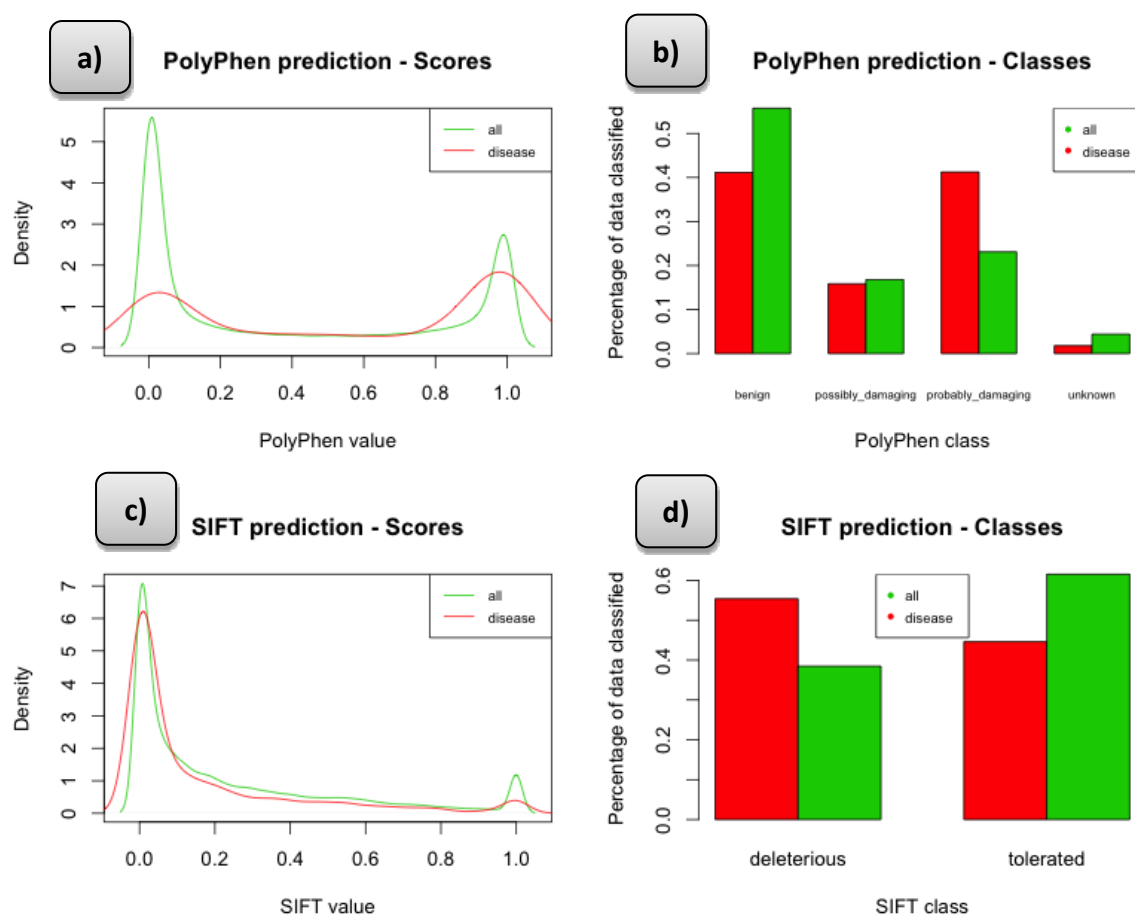 a)
PolyPhen prediction - Scores
all
disease
Density
5
4
3
2
1
0
0.0 0.2 0.4 0.6 0.8 1.0
PolyPhen value
b)
PolyPhen prediction - Classes
all
disease
Percentage of data classified
0.5
0.4
0.3
0.2
0.1
0.0
benign possibly_damaging probably_damaging unknown
PolyPhen class
c)
SIFT prediction - Scores
all
disease
Density
7
6
5
4
3
2
1
0
0.0 0.2 0.4 0.6 0.8 1.0
SIFT value
d)
SIFT prediction - Classes
all
disease
Percentage of data classified
0.6
0.4
0.2
0.0
deleterious tolerated
SIFT class